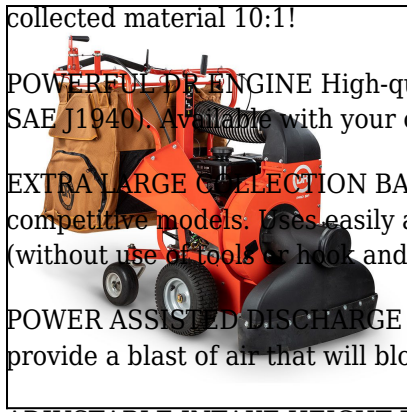 collected material 10:1!
POWERFUL DR ENGINE High-qu
SAE J1940). Available with your
EXTRA LARGE COLLECTION BA
competitive models. Uses easily a
(without use of tools or hook and
POWER ASSISTED DISCHARGE
provide a blast of air that will blo